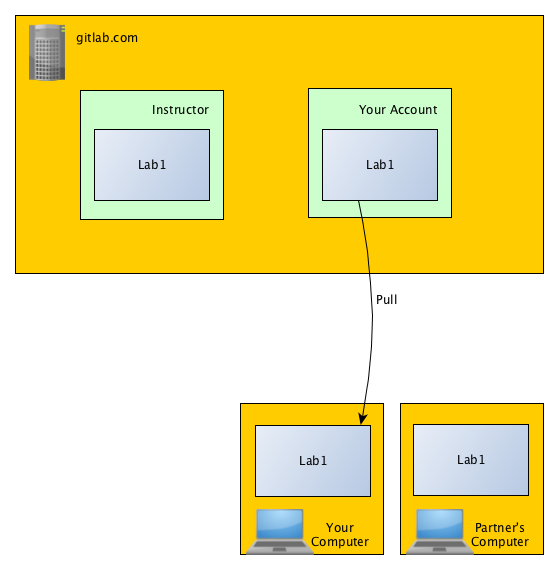 gitlab.com
Instructor
Lab1
Your Account
Lab1
Pull
Lab1
Your
Computer
Lab1
Partner's
Computer